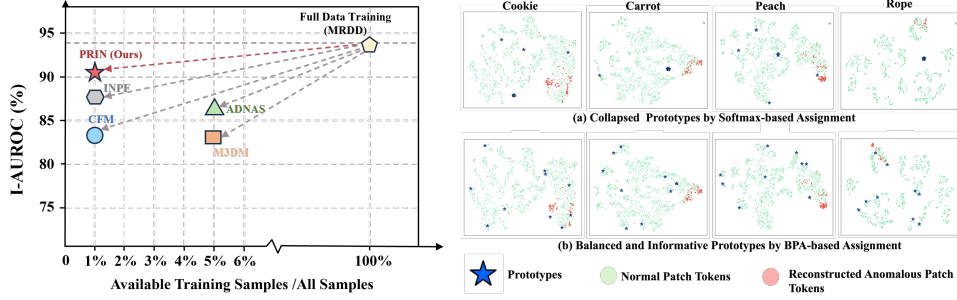 Full Data Training
(MRDD)
95
PRIN (Ours)
90
INPE
ADNAS
85
CFM
M3DM
80
75
I-AUROC (%)
0
1%
2%
3%
4%
5%
6%
100%
Available Training Samples /All Samples
Cookie
Carrot
Peach
Rope
(a) Collapsed Prototypes by Softmax-based Assignment
(b) Balanced and Informative Prototypes by BPA-based Assignment
Prototypes
Normal Patch Tokens
Reconstructed Anomalous Patch
Tokens